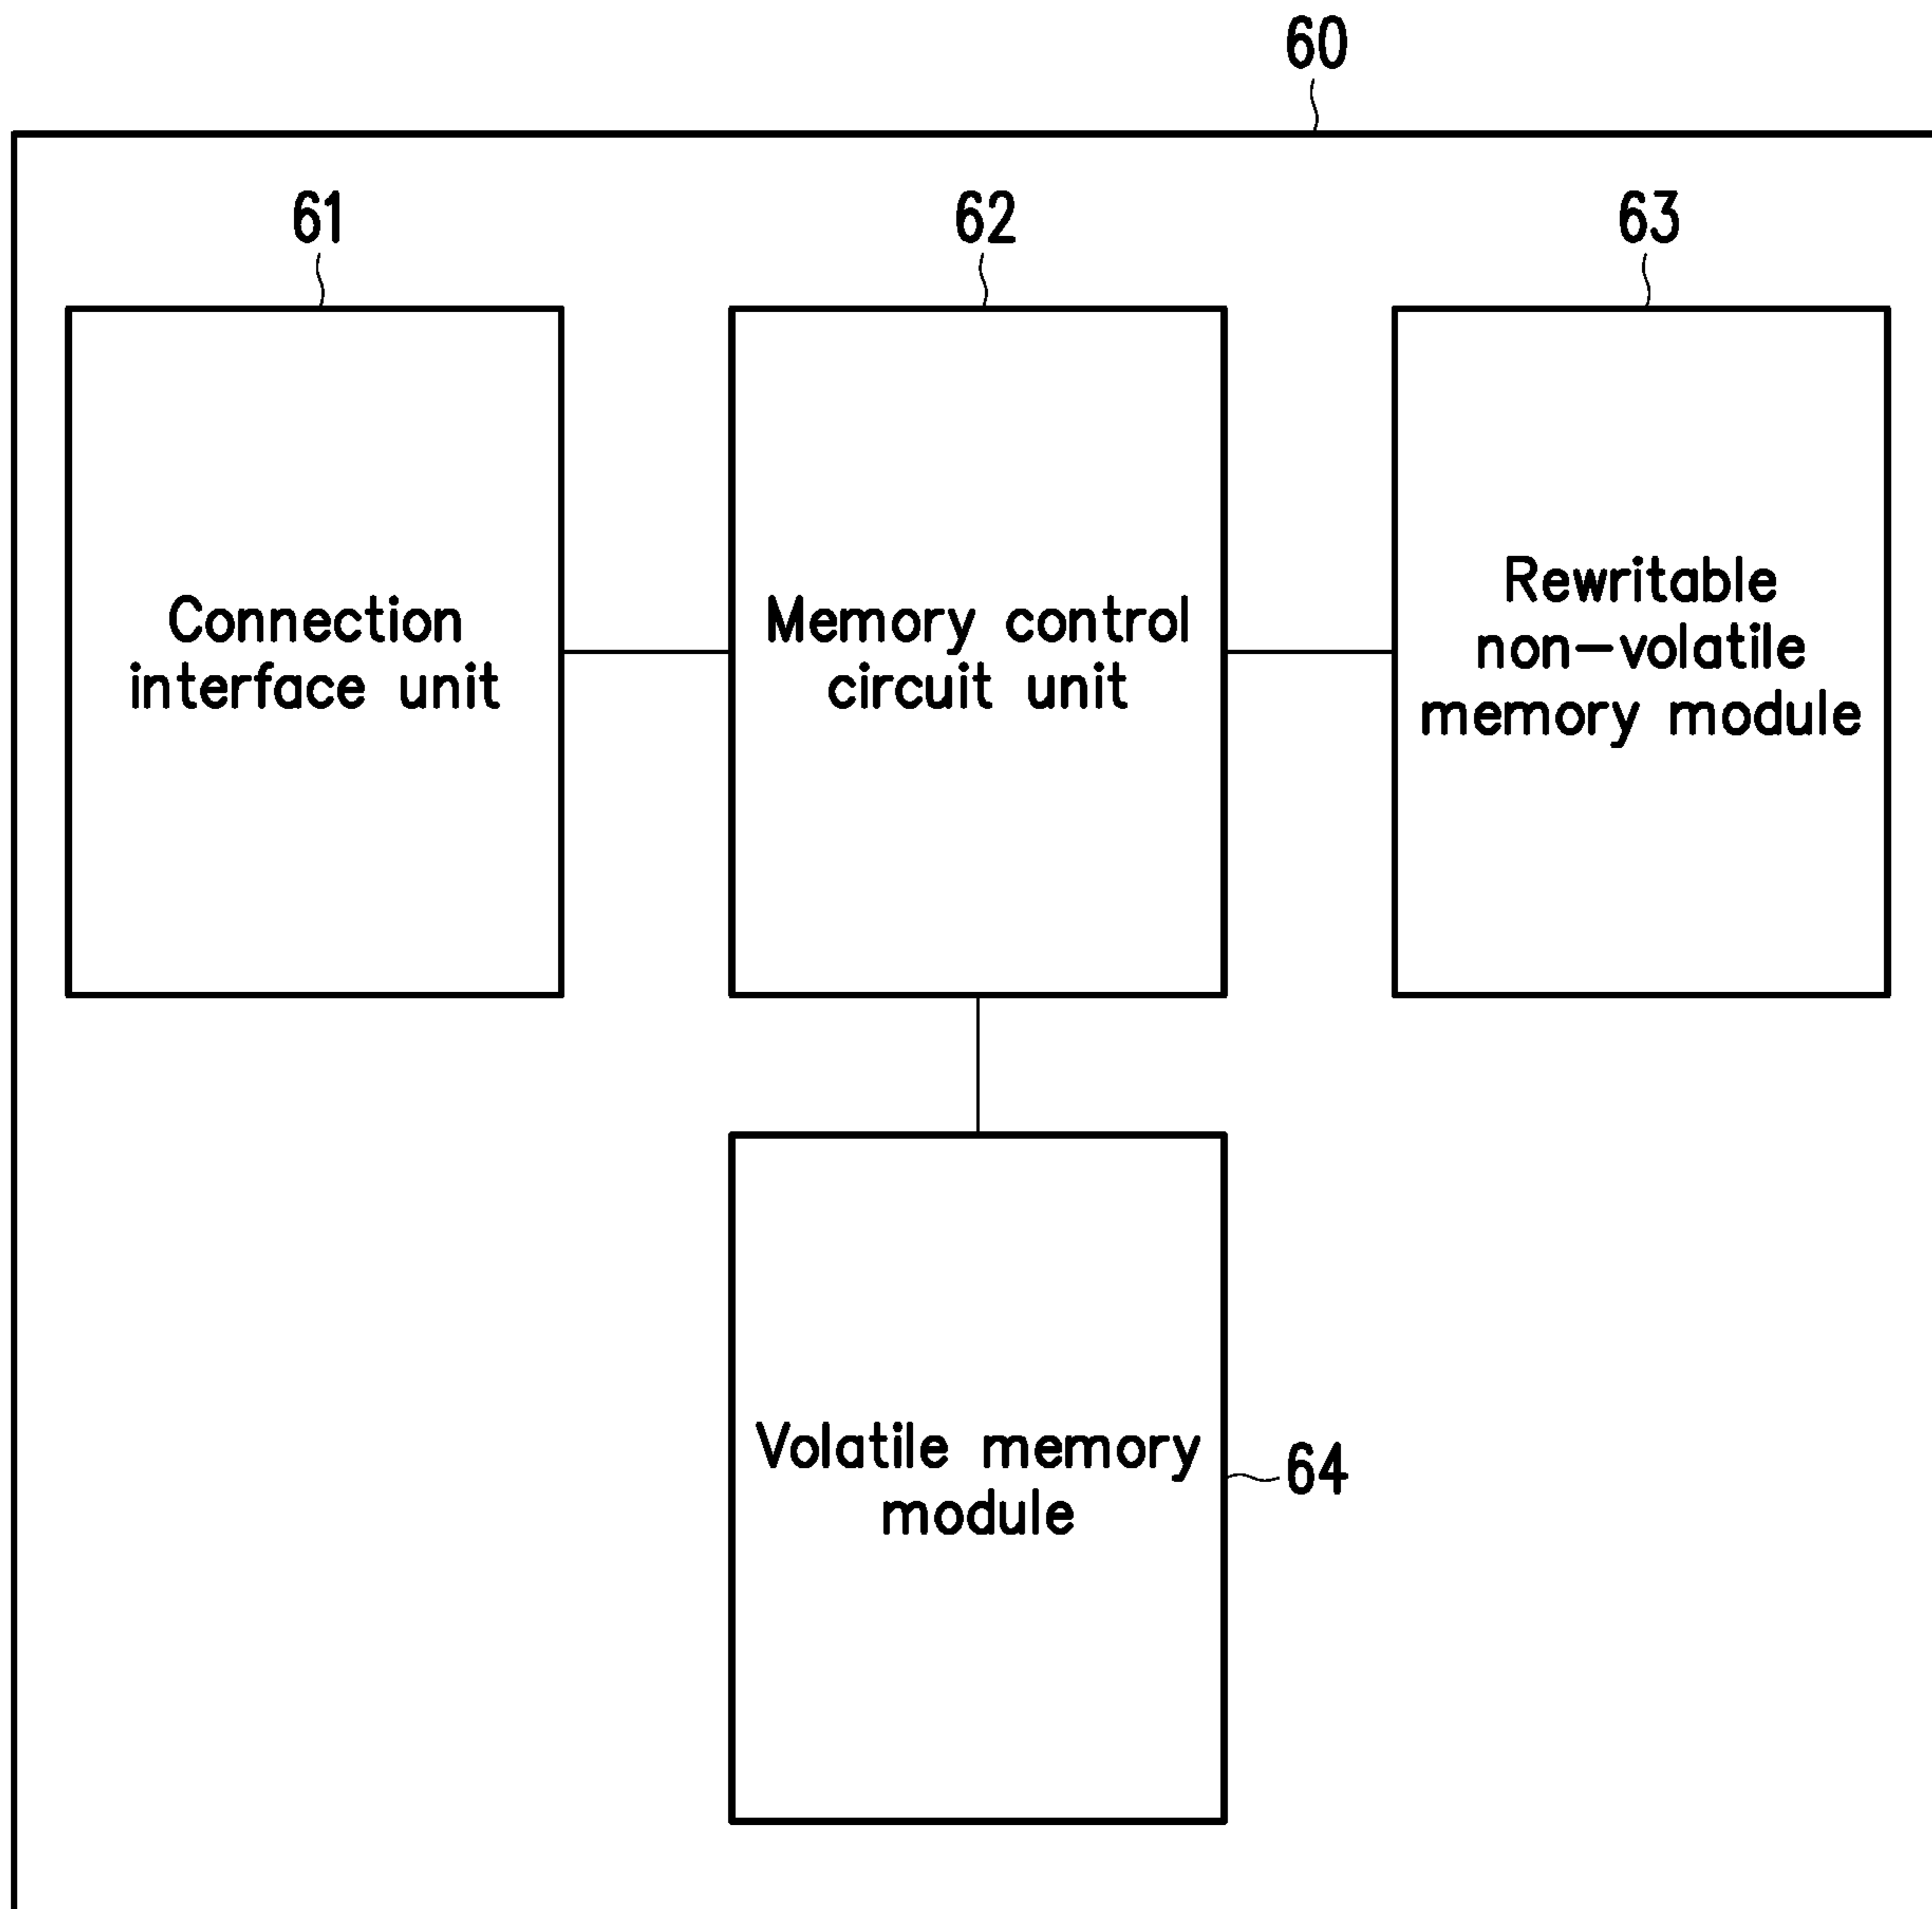 60
61
62
63
Connection
interface unit
Memory control
circuit unit
Rewritable
non-volatile
memory module
Volatile memory
module
64